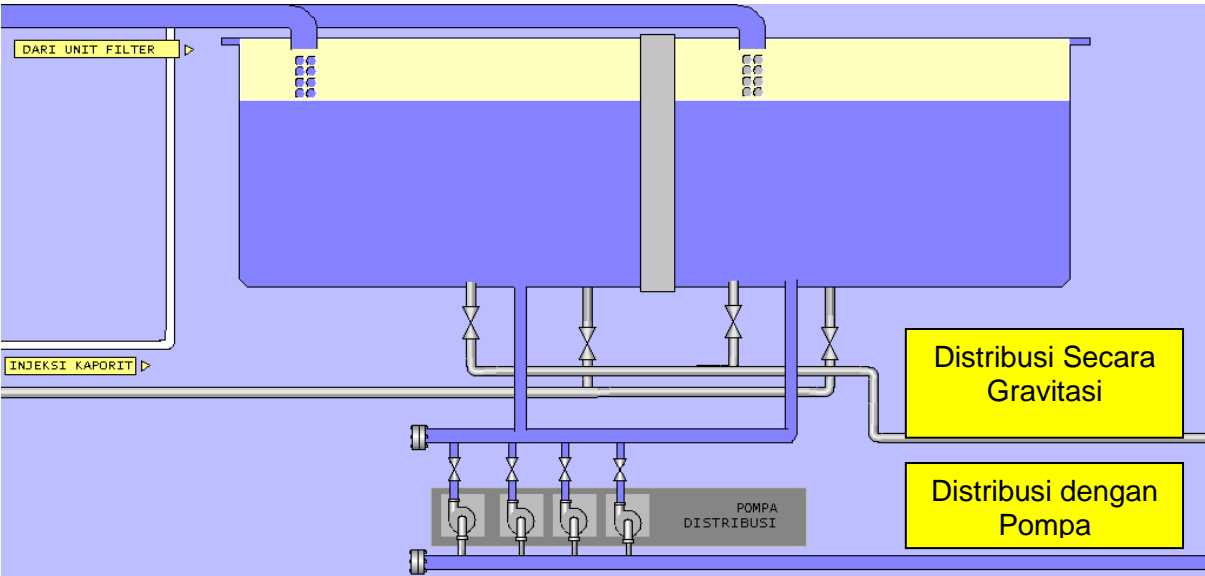 DARI UNIT FILTER
INJEKSI KAPORIT
Distribusi Secara
Gravitasi
POMPA
DISTRIBUSI
Distribusi dengan
Pompa